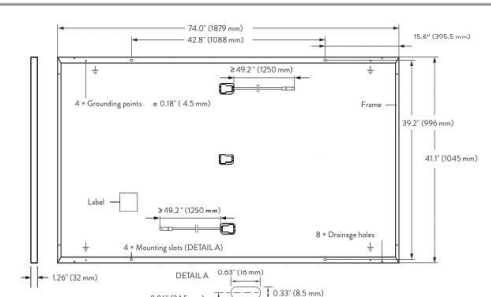 74.0" (1879 mm)
42.8" (1088 mm)
15.6" (395.5 mm)
≥49.2" (1250 mm)
4 × Grounding points ø 0.18" ( 4.5 mm)
Frame
39.2" (996 mm)
41.1" (1045 mm)
Label
≥49.2" (1250 mm)
8 × Drainage holes
4 × Mounting slots (DETAIL A)
1.26" (32 mm)
DETAIL A
0.63" (16 mm)
0.33" (8.5 mm)